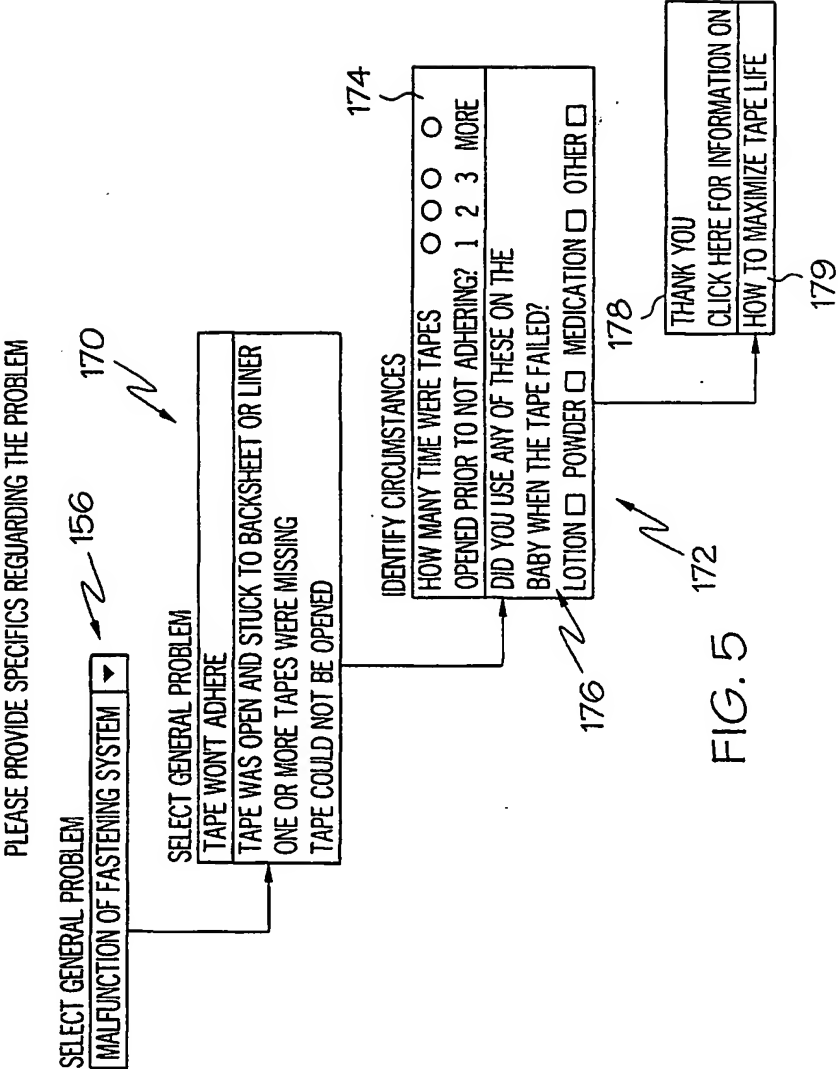 PLEASE PROVIDE SPECIFICS REGUARDING THE PROBLEM
SELECT GENERAL PROBLEM
MALFUNCTION OF FASTENING SYSTEM
156
SELECT GENERAL PROBLEM
170
TAPE WON'T ADHERE
TAPE WAS OPEN AND STUCK TO BACKSHEET OR LINER
ONE OR MORE TAPES WERE MISSING
TAPE COULD NOT BE OPENED
IDENTIFY CIRCUMSTANCES
174
HOW MANY TIME WERE TAPES
OPENED PRIOR TO NOT ADHERING? 1 2 3 MORE
DID YOU USE ANY OF THESE ON THE
BABY WHEN THE TAPE FAILED?
LOTION POWDER MEDICATION OTHER
176
172
178
THANK YOU
CLICK HERE FOR INFORMATION ON
HOW TO MAXIMIZE TAPE LIFE
179
FIG. 5